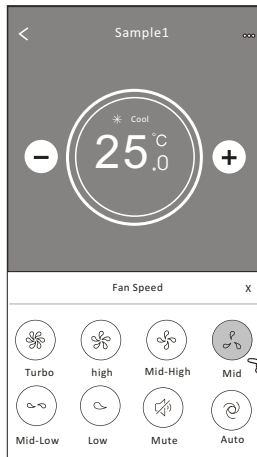 Sample1
Cool
25.0°C
Fan Speed x
Turbo high Mid-High Mid
Mid-Low Low Mute Auto